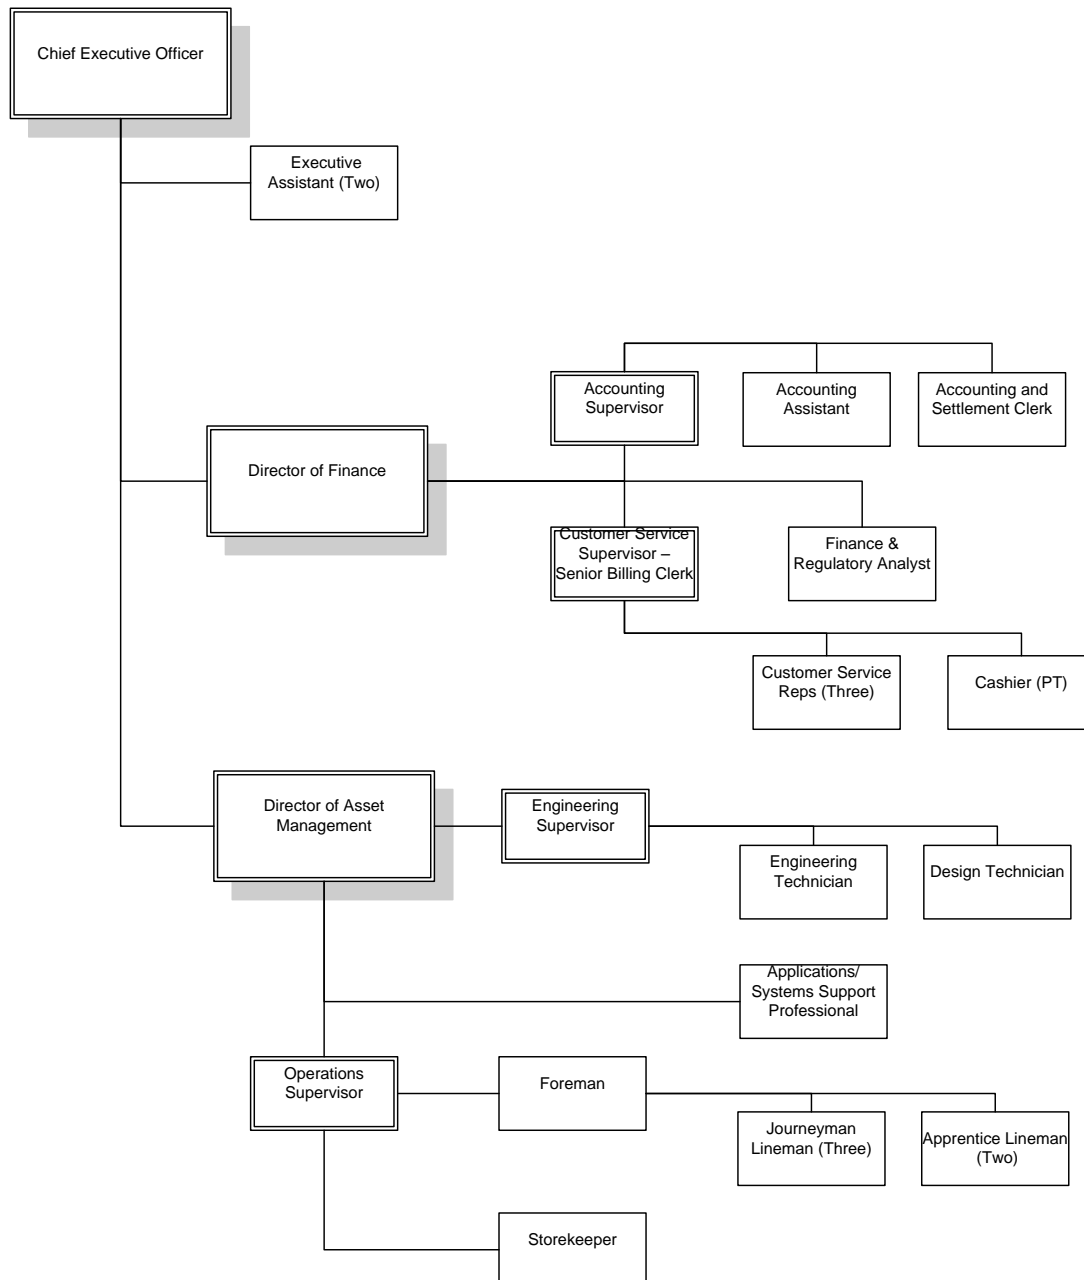 Chief Executive Officer
Executive
Assistant (Two)
Accounting
Supervisor
Accounting
Assistant
Accounting and
Settlement Clerk
Director of Finance
Customer Service
Supervisor –
Senior Billing Clerk
Finance &
Regulatory Analyst
Customer Service
Reps (Three)
Cashier (PT)
Director of Asset
Management
Engineering
Supervisor
Engineering
Technician
Design Technician
Applications/
Systems Support
Professional
Operations
Supervisor
Foreman
Journeyman
Lineman (Three)
Apprentice Lineman
(Two)
Storekeeper